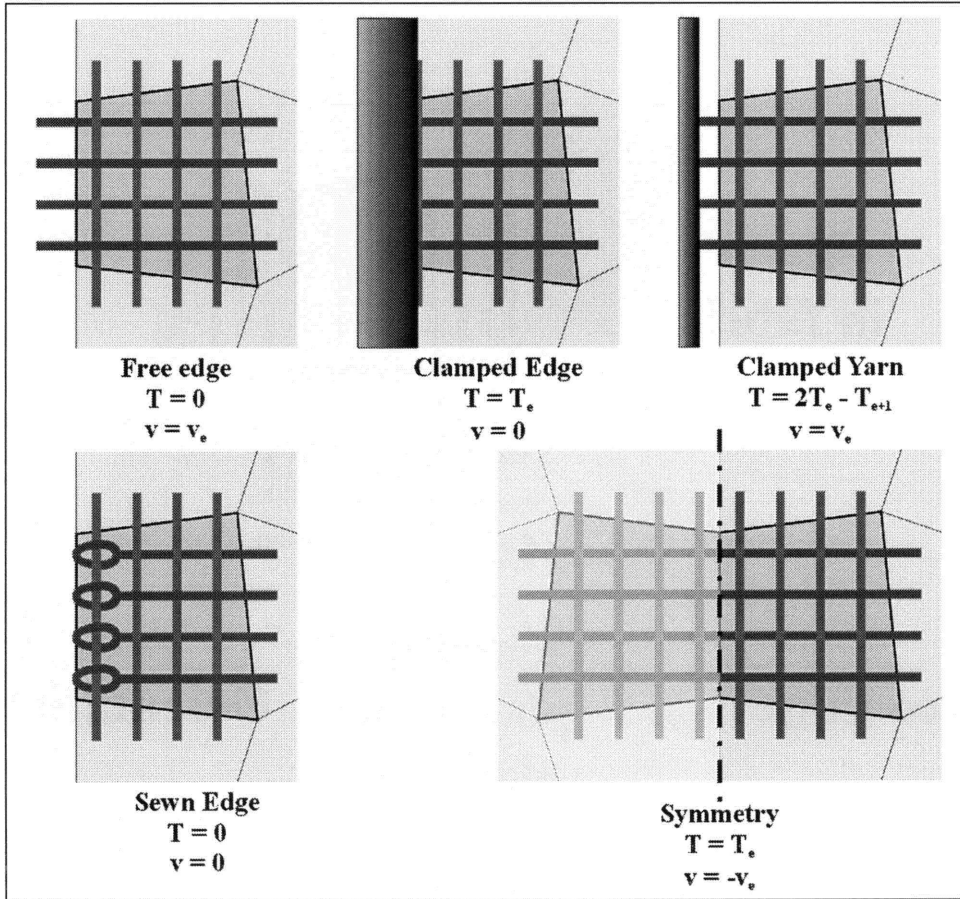 Free edge
T = 0
v = vₑ
Clamped Edge
T = Tₑ
v = 0
Clamped Yarn
T = 2Tₑ - Tₑ₊₁
v = vₑ
Sewn Edge
T = 0
v = 0
Symmetry
T = Tₑ
v = -vₑ